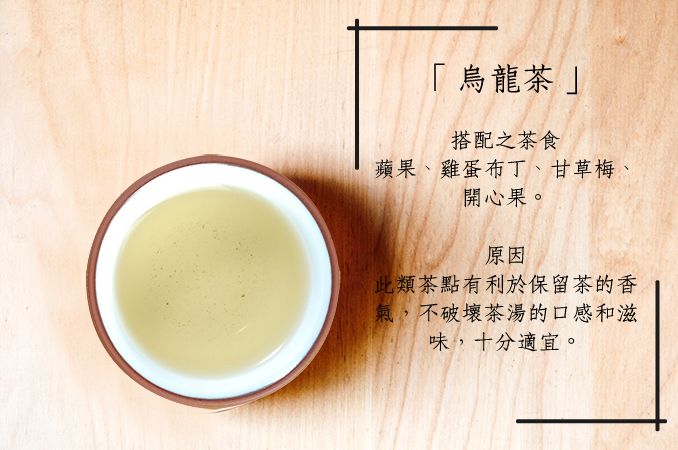 「 烏龍茶 」
搭配之茶食
蘋果、雞蛋布丁、甘草梅、
開心果。
原因
此類茶點有利於保留茶的香
氣，不破壞茶湯的口感和滋
味，十分適宜。